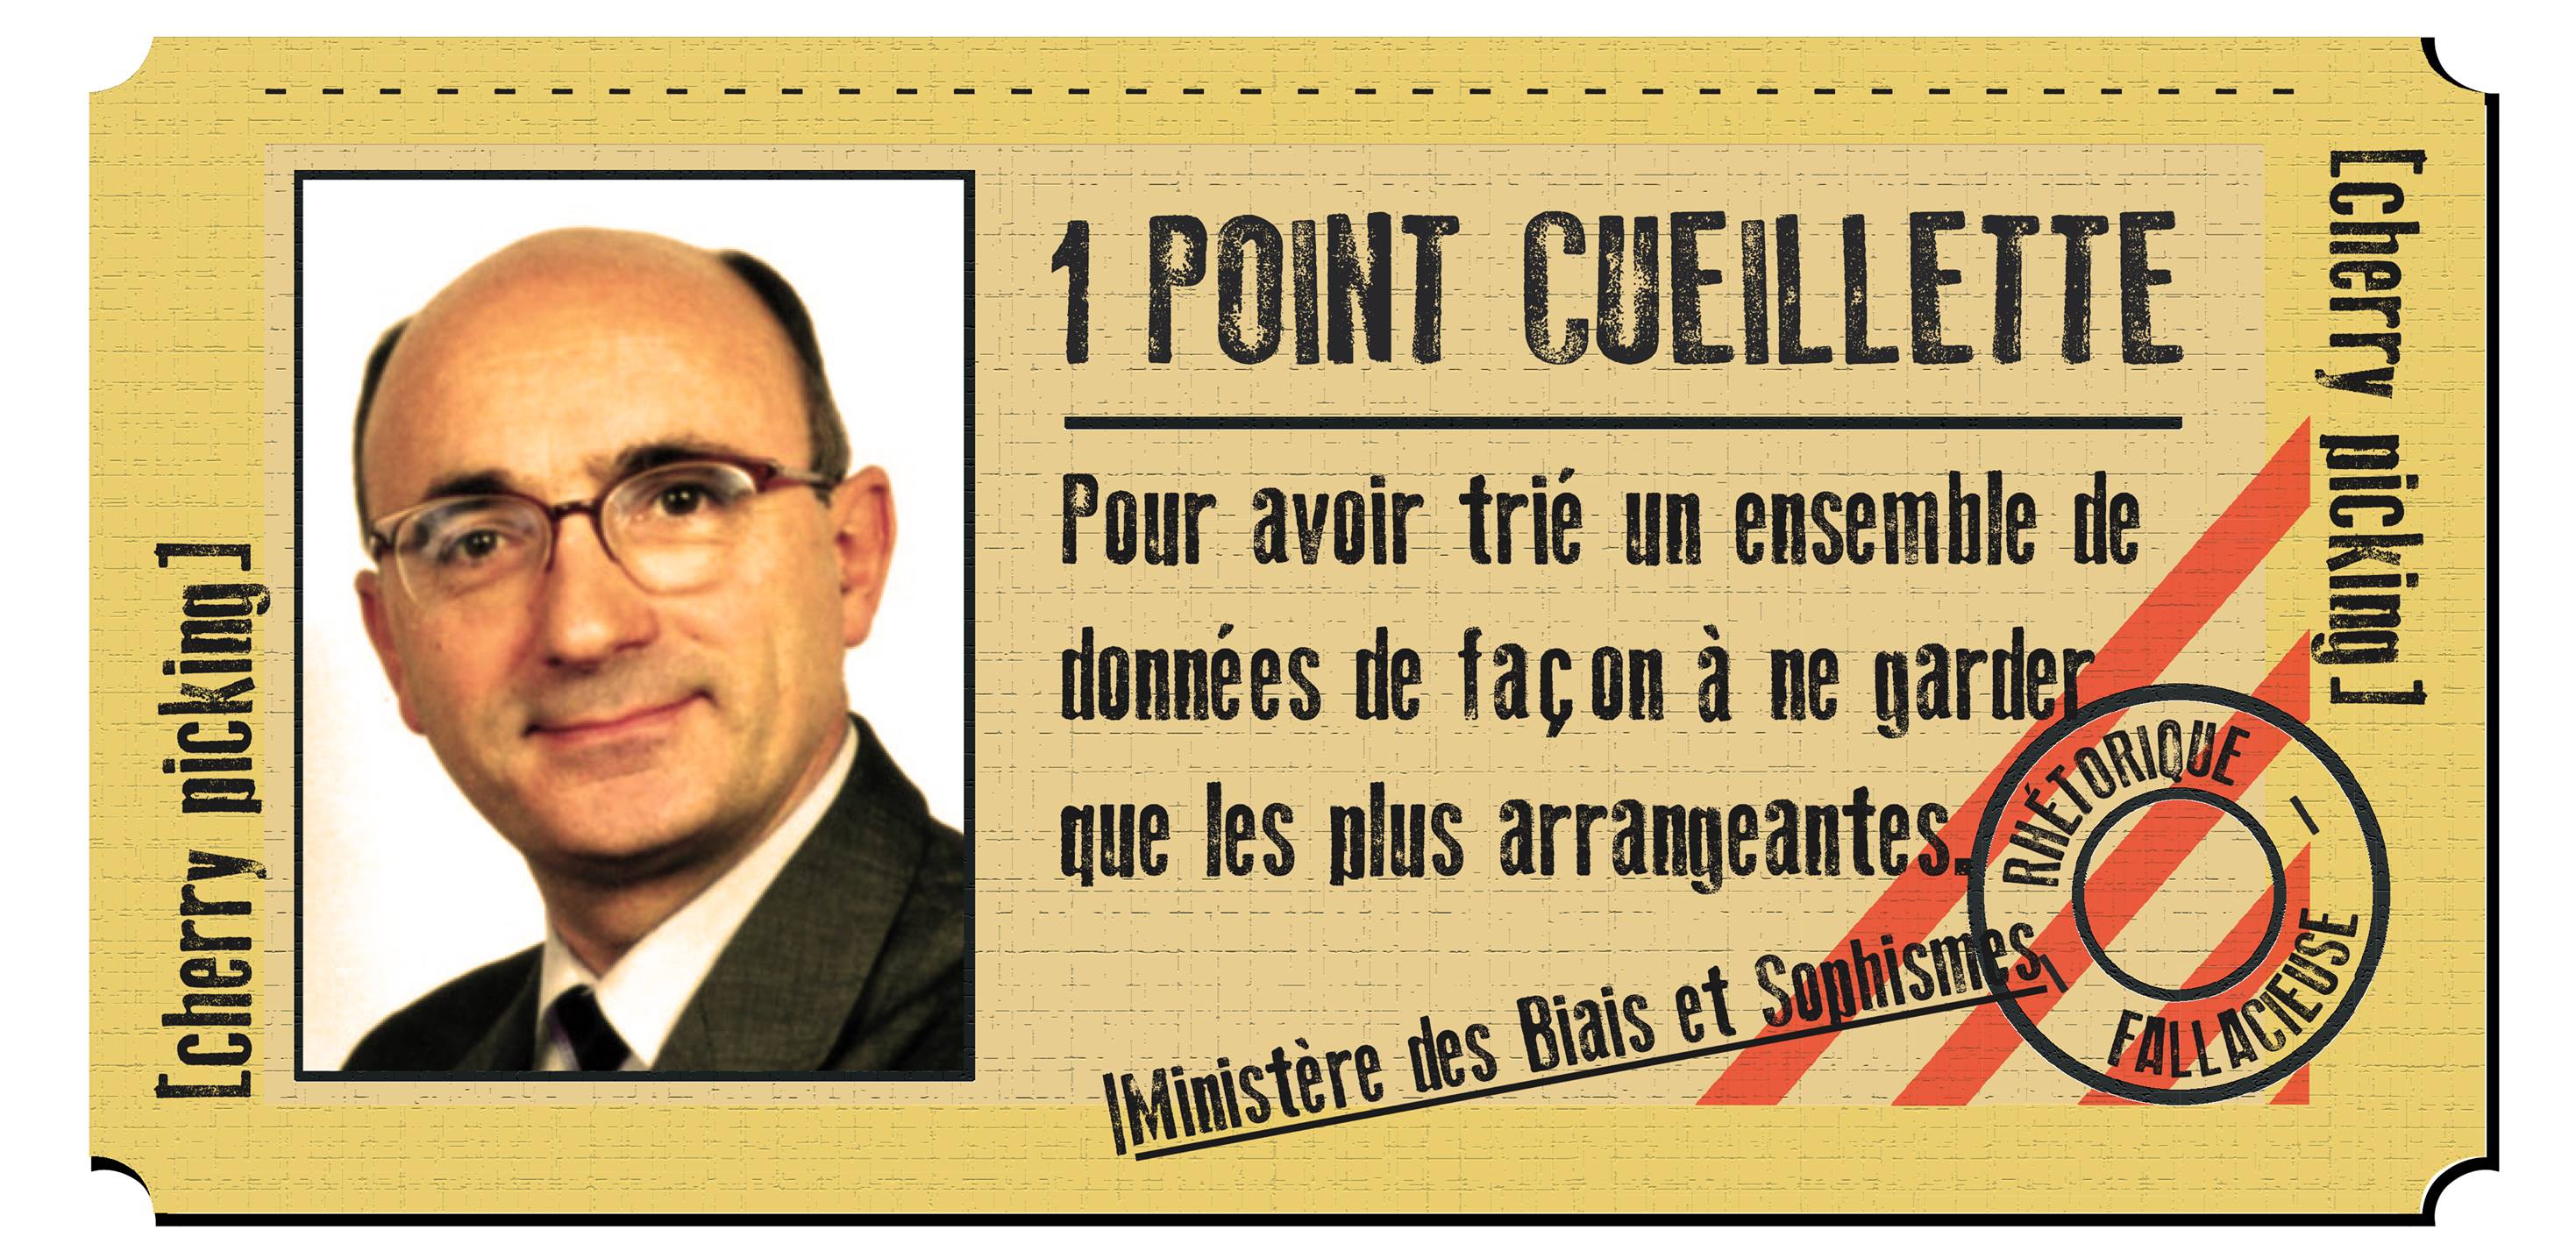 [cherry picking]
1 POINT CUEILLETTE
Pour avoir trié un ensemble de
données de façon à ne garder
que les plus arrangeantes.
|Ministère des Biais et Sophismes|
RHÉTORIQUE
FALLACIEUSE
[cherry picking]